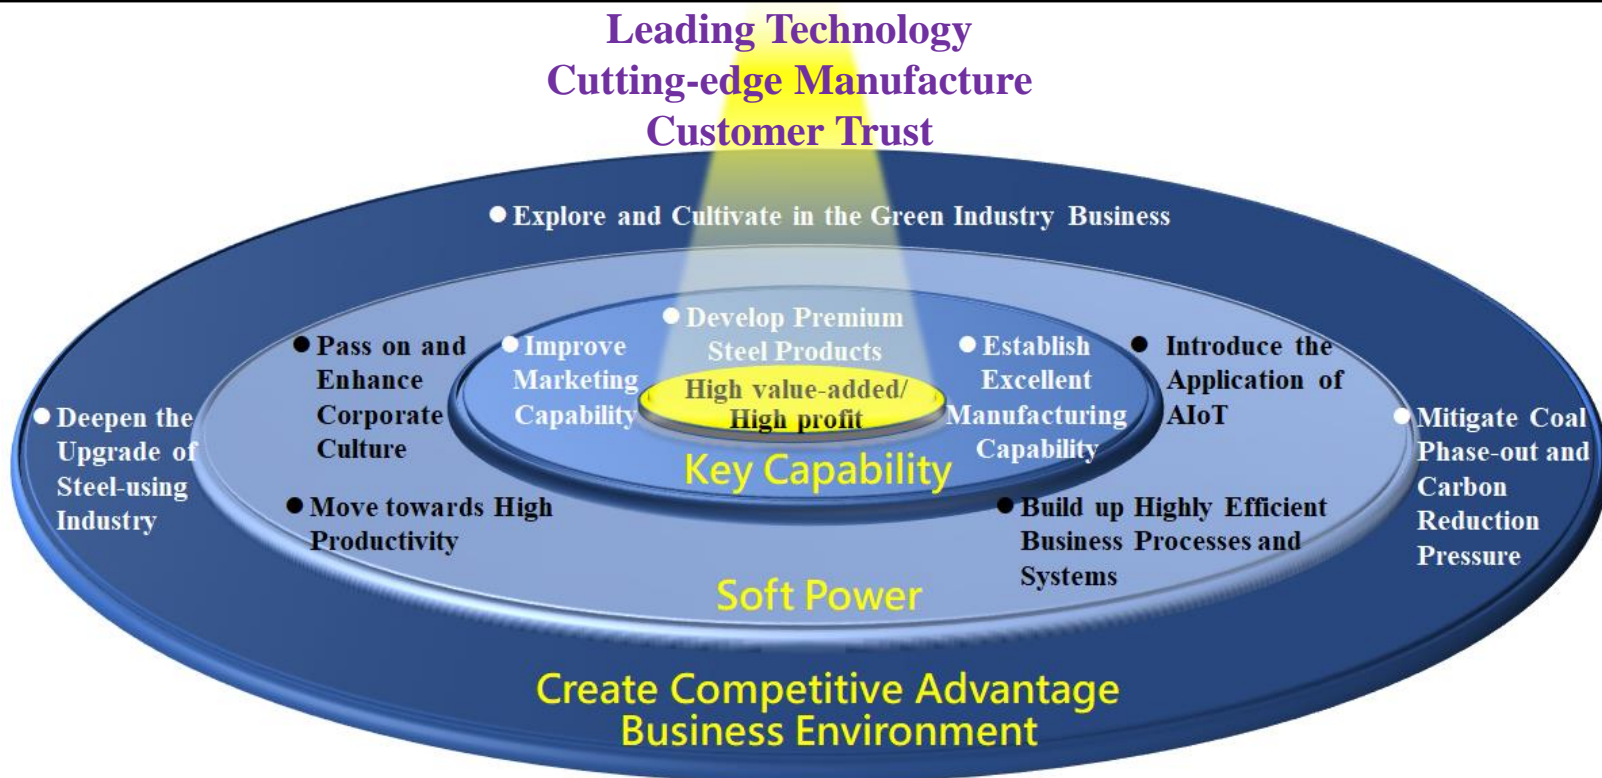 Leading Technology
Cutting-edge Manufacture
Customer Trust
● Explore and Cultivate in the Green Industry Business
● Develop Premium
Steel Products
High value-added/
High profit
● Improve
Marketing
Capability
● Establish
Excellent
Manufacturing
Capability
Key Capability
● Pass on and
Enhance
Corporate
Culture
● Introduce the
Application of
AIoT
● Move towards High
Productivity
● Build up Highly Efficient
Business Processes and
Systems
Soft Power
● Deepen the
Upgrade of
Steel-using
Industry
● Mitigate Coal
Phase-out and
Carbon
Reduction
Pressure
Create Competitive Advantage
Business Environment